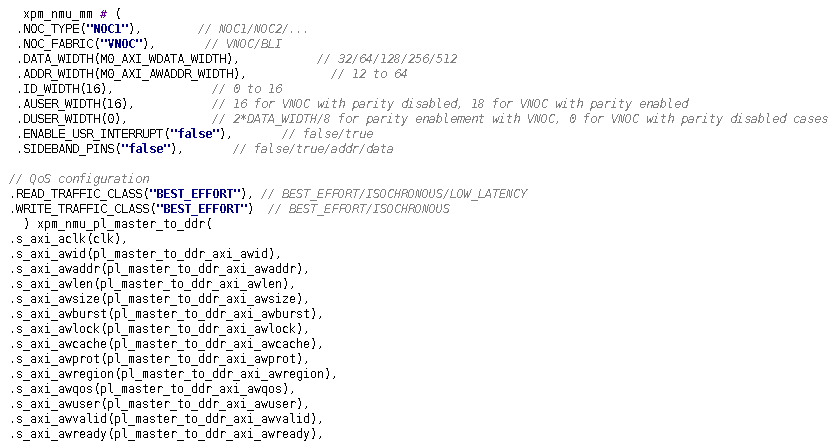 xpm_nmu_mm # (
.NOC_TYPE("NOC1"), // NOC1/NOC2/...
.NOC_FABRIC("VNOC"), // VNOC/BLI
.DATA_WIDTH(M0_AXI_WDATA_WIDTH), // 32/64/128/256/512
.ADDR_WIDTH(M0_AXI_AWADDR_WIDTH), // 12 to 64
.ID_WIDTH(16), // 0 to 16
.AUSER_WIDTH(16), // 16 for VNOC with parity disabled, 18 for VNOC with parity enabled
.DUSER_WIDTH(0), // 2*DATA_WIDTH/8 for parity enablement with VNOC, 0 for VNOC with parity disabled cases
.ENABLE_USR_INTERRUPT("false"), // false/true
.SIDEBAND_PINS("false"), // false/true/addr/data
// QoS configuration
.READ_TRAFFIC_CLASS("BEST_EFFORT"), // BEST_EFFORT/ISOCHRONOUS/LOW_LATENCY
.WRITE_TRAFFIC_CLASS("BEST_EFFORT") // BEST_EFFORT/ISOCHRONOUS
) xpm_nmu_pl_master_to_ddr(
.s_axi_aclk(clk),
.s_axi_awid(pl_master_to_ddr_axi_awid),
.s_axi_awaddr(pl_master_to_ddr_axi_awaddr),
.s_axi_awlen(pl_master_to_ddr_axi_awlen),
.s_axi_awsize(pl_master_to_ddr_axi_awsize),
.s_axi_awburst(pl_master_to_ddr_axi_awburst),
.s_axi_awlock(pl_master_to_ddr_axi_awlock),
.s_axi_awcache(pl_master_to_ddr_axi_awcache),
.s_axi_awprot(pl_master_to_ddr_axi_awprot),
.s_axi_awregion(pl_master_to_ddr_axi_awregion),
.s_axi_awqos(pl_master_to_ddr_axi_awqos),
.s_axi_awuser(pl_master_to_ddr_axi_awuser),
.s_axi_awvalid(pl_master_to_ddr_axi_awvalid),
.s_axi_awready(pl_master_to_ddr_axi_awready),